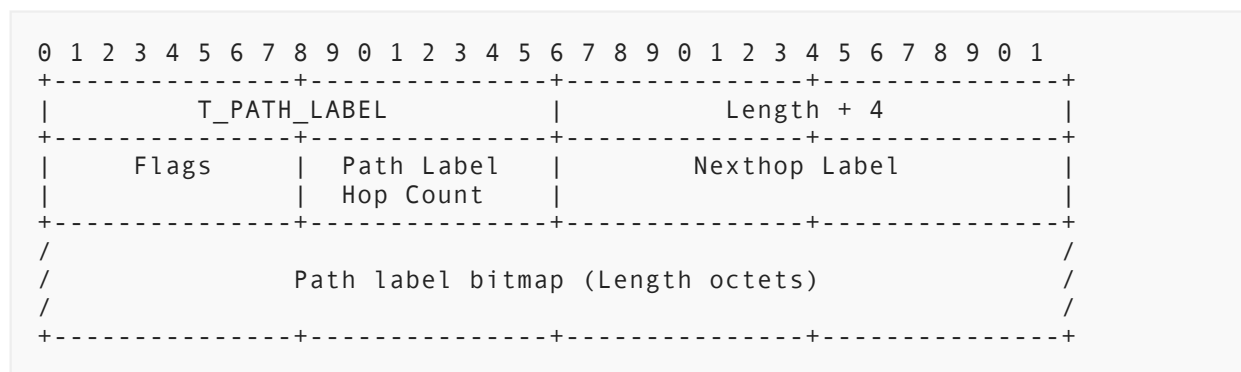 0 1 2 3 4 5 6 7 8 9 0 1 2 3 4 5 6 7 8 9 0 1 2 3 4 5 6 7 8 9 0 1
+---------------+---------------+---------------+---------------+
|         T_PATH_LABEL          |          Length + 4           |
+---------------+---------------+---------------+---------------+
|     Flags     |  Path Label   |        Nexthop Label          |
|               |  Hop Count    |                               |
+---------------+---------------+---------------+---------------+
/                                                               /
/               Path label bitmap (Length octets)               /
/                                                               /
+---------------+---------------+---------------+---------------+